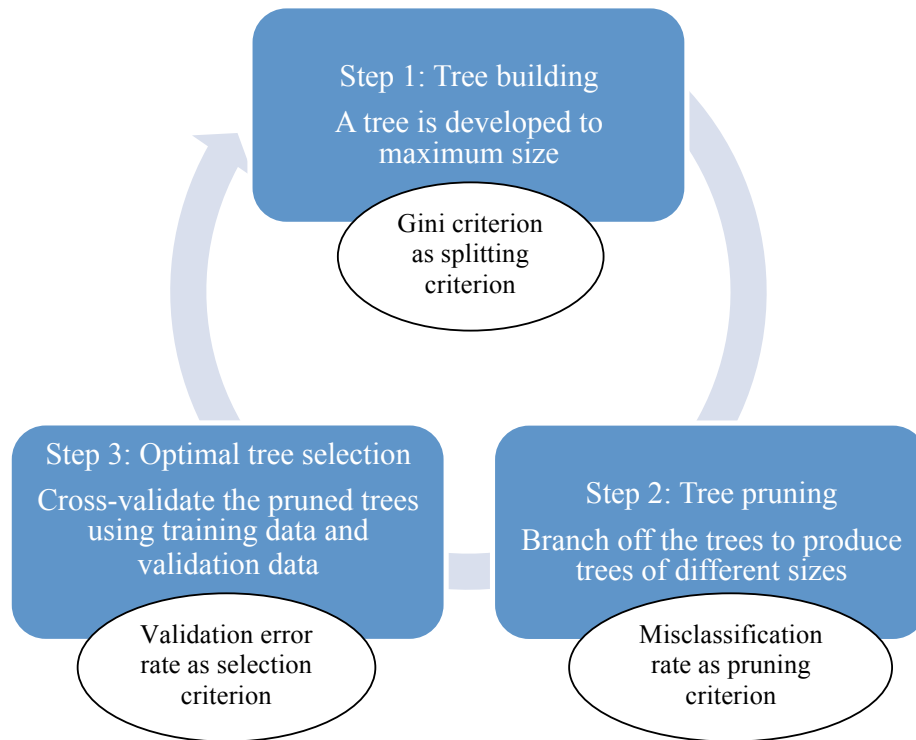 Step 1: Tree building
A tree is developed to
maximum size
Gini criterion
as splitting
criterion
Step 3: Optimal tree selection
Cross-validate the pruned trees
using training data and
validation data
Validation error
rate as selection
criterion
Step 2: Tree pruning
Branch off the trees to produce
trees of different sizes
Misclassification
rate as pruning
criterion